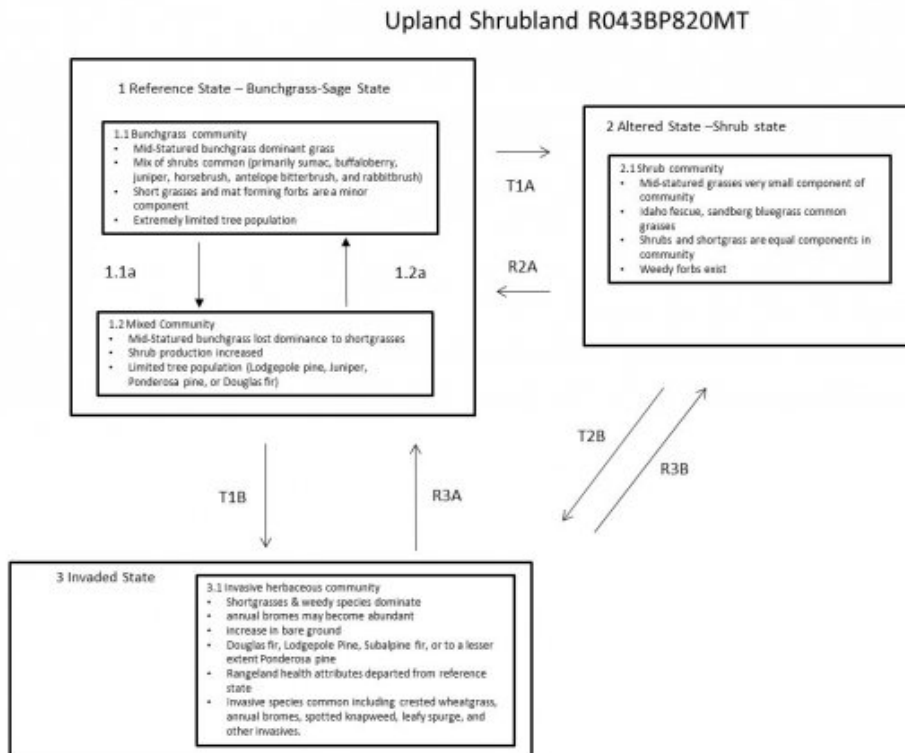 Upland Shrubland R043BP820MT
1 Reference State – Bunchgrass-Sage State
1.1 Bunchgrass community
• Mid-Statured bunchgrass dominant grass
• Mix of shrubs common (primarily sumac, buffaloberry,
juniper, horsebrush, antelope bitterbrush, and rabbitbrush)
• Short grasses and mat forming forbs are a minor
component
• Extremely limited tree population
1.1a
1.2a
1.2 Mixed Community
• Mid-Statured bunchgrass lost dominance to shortgrasses
• Shrub production increased
• Limited tree population (Lodgepole pine, Juniper,
Ponderosa pine, or Douglas fir)
T1A
R2A
2 Altered State –Shrub state
2.1 Shrub community
• Mid-statured grasses very small component of
community
• Idaho fescue, sandberg bluegrass common
grasses
• Shrubs and shortgrass are equal components in
community
• Weedy forbs exist
T1B
R3A
T2B
R3B
3 Invaded State
3.1 Invasive herbaceous community
• Shortgrasses & weedy species dominate
• annual bromes may become abundant
• increase in bare ground
• Douglas fir, Lodgepole Pine, Subalpine fir, or to a lesser
extent Ponderosa pine
• Rangeland health attributes departed from reference
state
• Invasive species common including crested wheatgrass,
annual bromes, spotted knapweed, leafy spurge, and
other invasives.